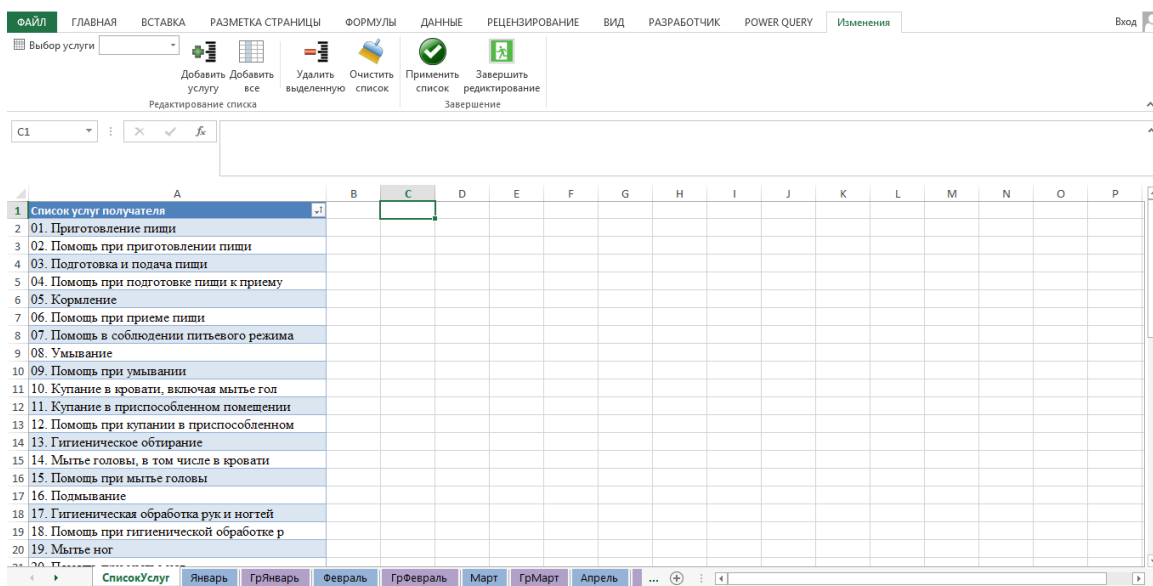 ФАЙЛ ГЛАВНАЯ ВСТАВКА РАЗМЕТКА СТРАНИЦЫ ФОРМУЛЫ ДАННЫЕ РЕЦЕНЗИРОВАНИЕ ВИД РАЗРАБОТЧИК POWER QUERY Изменения Вход
Выбор услуги
Добавить Добавить Удалить Очистить Применить Завершить
услугу все выделенную список список редиктирование
Редактирование списка Завершение
C1 fx
A B C D E F G H I J K L M N O P
1 Список услуг получателя
2 01. Приготовление пищи
3 02. Помощь при приготовлении пищи
4 03. Подготовка и подача пищи
5 04. Помощь при подготовке пищи к приему
6 05. Кормление
7 06. Помощь при приеме пищи
8 07. Помощь в соблюдении питьевого режима
9 08. Умывание
10 09. Помощь при умывании
11 10. Купание в кровати, включая мытье гол
12 11. Купание в приспособленном помещении
13 12. Помощь при купании в приспособленном
14 13. Гигиеническое обтирание
15 14. Мытье головы, в том числе в кровати
16 15. Помощь при мытье головы
17 16. Подмывание
18 17. Гигиеническая обработка рук и ногтей
19 18. Помощь при гигиенической обработке р
20 19. Мытье ног
СписокУслуг Январь ГрЯнварь Февраль ГрФевраль Март ГрМарт Апрель ...